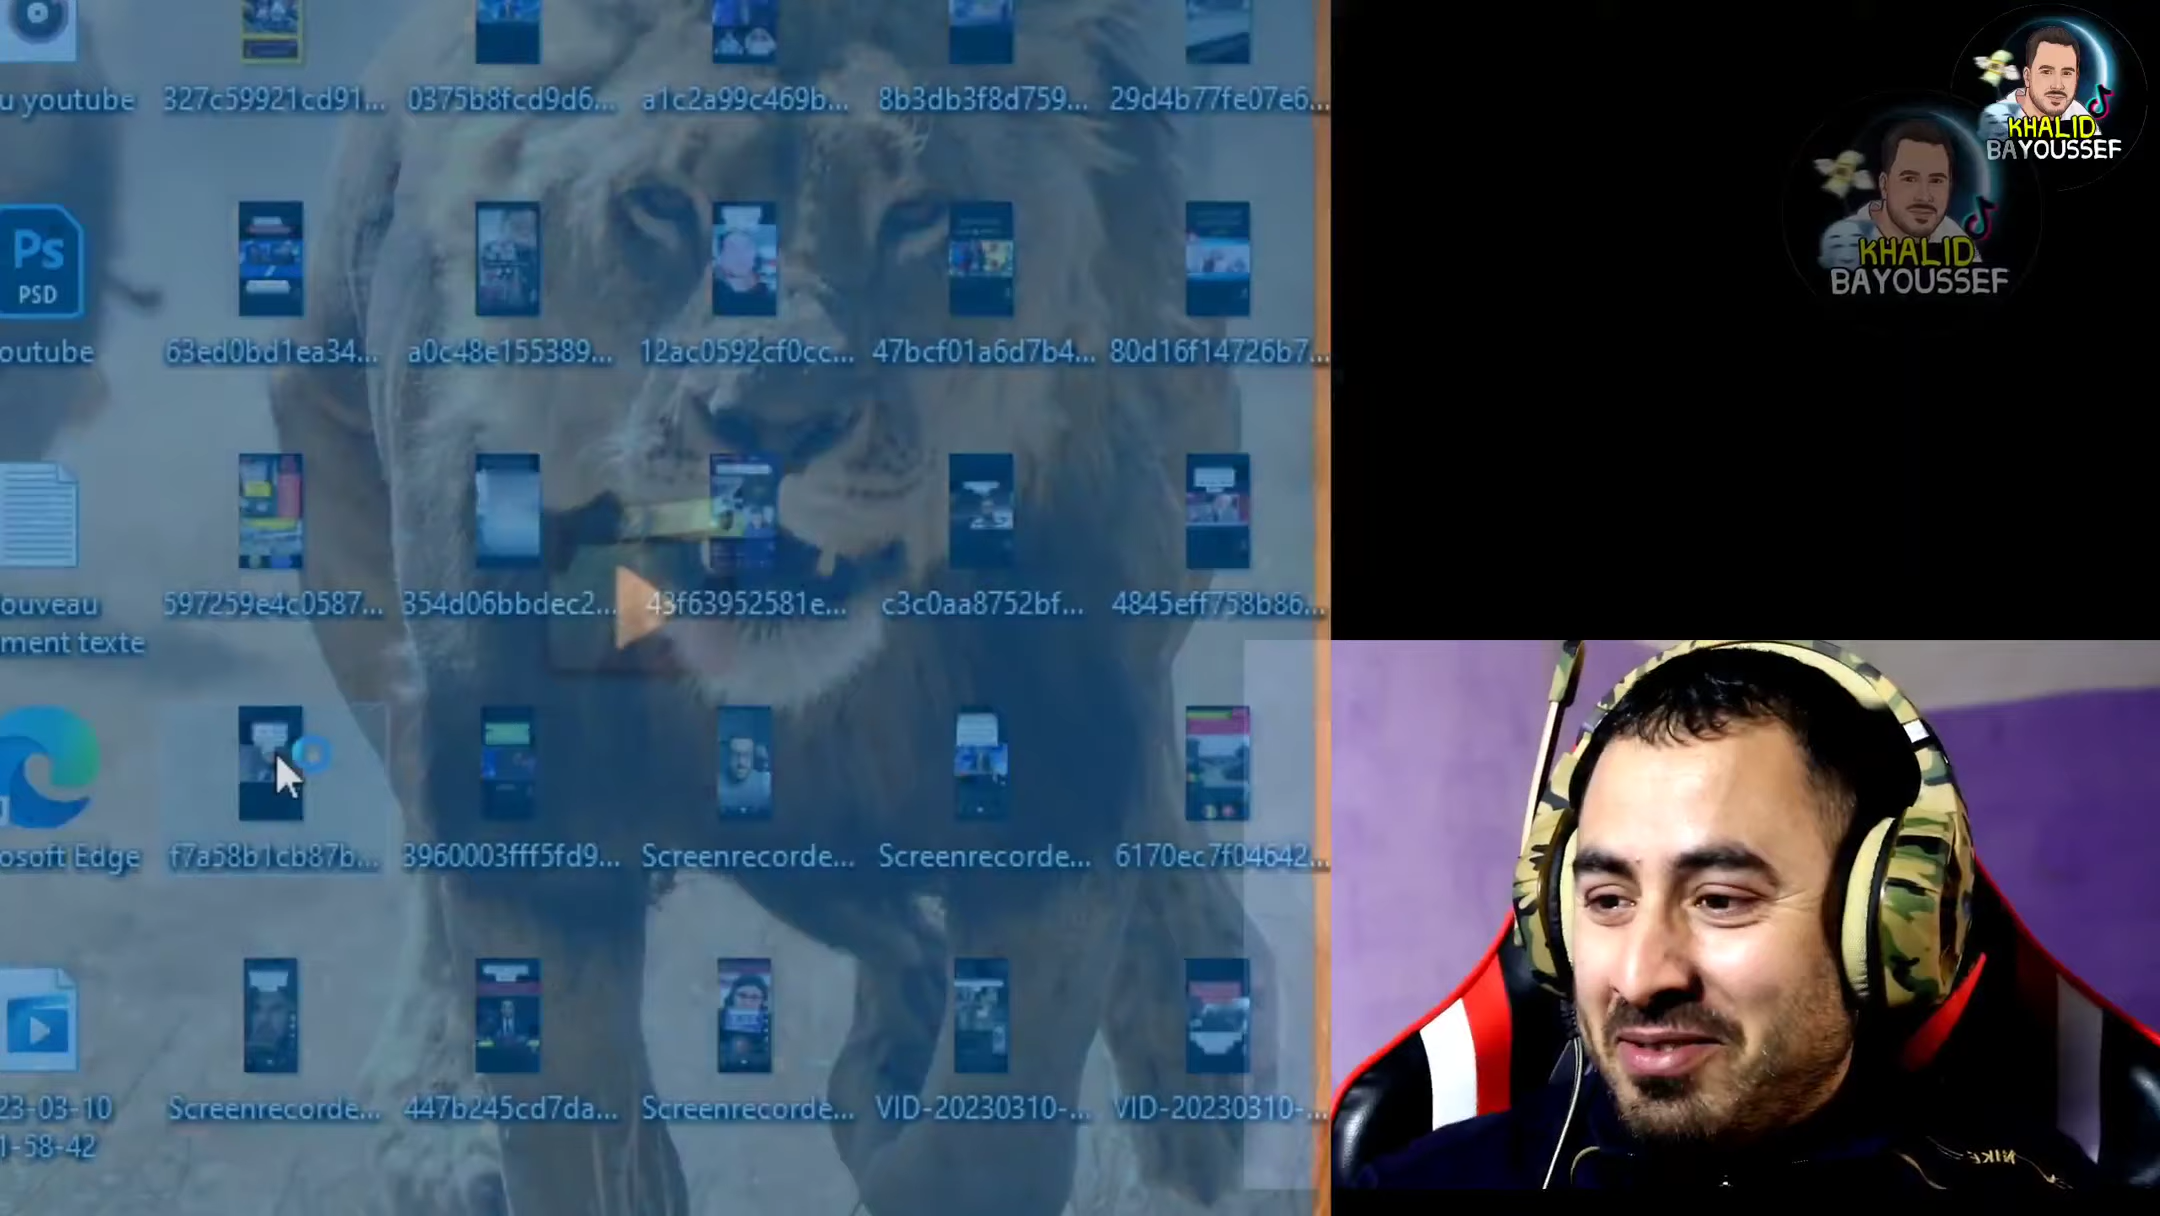 u youtube
327c59921cd91...
0375b8fcd9d6...
a1c2a99c469b...
8b3db3f8d759...
29d4b77fe07e6...
KHALID
BAYOUSSEF
KHALID
BAYOUSSEF
Ps
PSD
outube
63ed0bd1ea34...
a0c48e155389...
12ac0592cf0cc...
47bcf01a6d7b4...
80d16f14726b7...
ouveau
ment texte
597259e4c0587...
354d06bbdec2...
43f63952581e...
c3c0aa8752bf...
4845eff758b86...
osoft Edge
f7a58b1cb87b...
3960003fff5fd9...
Screenrecorde...
Screenrecorde...
6170ec7f04642...
23-03-10
1-58-42
Screenrecorde...
447b245cd7da...
Screenrecorde...
VID-20230310-...
VID-20230310-...
NIKE